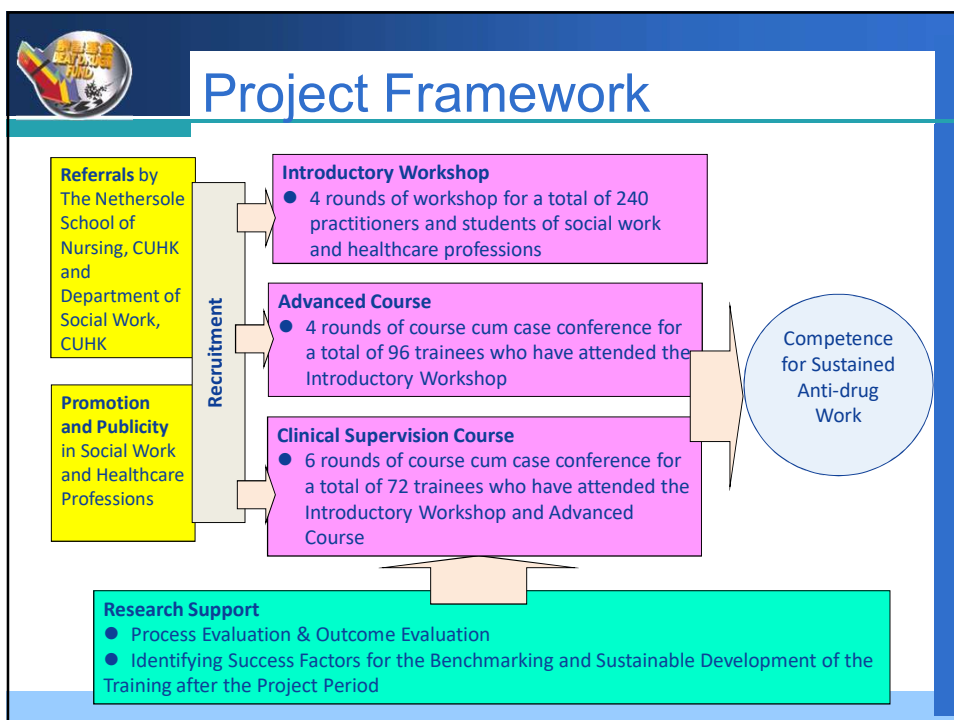 BEAT DRUGS
FUND
Project Framework
Referrals by
The Nethersole
School of
Nursing, CUHK
and
Department of
Social Work,
CUHK
Promotion
and Publicity
in Social Work
and Healthcare
Professions
Recruitment
Introductory Workshop
● 4 rounds of workshop for a total of 240
practitioners and students of social work
and healthcare professions
Advanced Course
● 4 rounds of course cum case conference for
a total of 96 trainees who have attended the
Introductory Workshop
Clinical Supervision Course
● 6 rounds of course cum case conference for
a total of 72 trainees who have attended the
Introductory Workshop and Advanced
Course
Competence
for Sustained
Anti-drug
Work
Research Support
● Process Evaluation & Outcome Evaluation
● Identifying Success Factors for the Benchmarking and Sustainable Development of the
Training after the Project Period